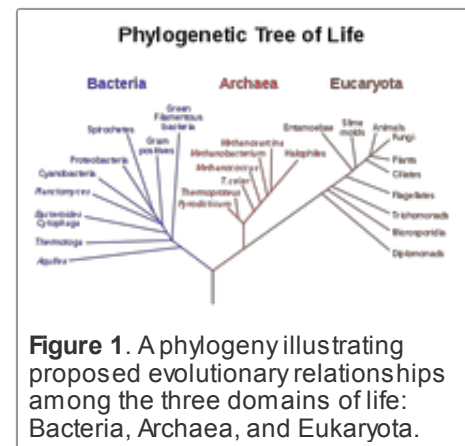 Phylogenetic Tree of Life
Bacteria Archaea Eucaryota
Green
Filamentous
bacteria
Spirochetes
Gram
positives
Proteobacteria
Cyanobacteria
Planctomyces
Bacteroides
Cytophaga
Thermotoga
Aquifex
Methanosarcina
Methanobacterium
Halophiles
Methanococcus
T. celer
Thermoproteus
Pyrodicticum
Entamoebae
Slime
molds
Animals
Fungi
Plants
Ciliates
Flagellates
Trichomonads
Microsporidia
Diplomonads
Figure 1. A phylogeny illustrating
proposed evolutionary relationships
among the three domains of life:
Bacteria, Archaea, and Eukaryota.